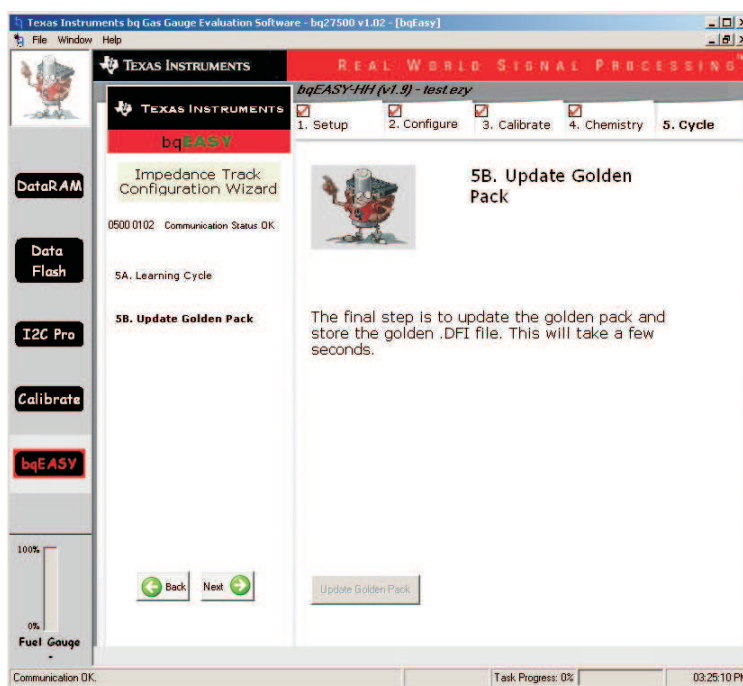 Texas Instruments bq Gas Gauge Evaluation Software - bq27500 v1.02 - [bqEasy]
File Window Help
TEXAS INSTRUMENTS
REAL WORLD SIGNAL PROCESSING
bqEASY-HH (v1.9) - test.ezy
TEXAS INSTRUMENTS
bqEASY
1. Setup
2. Configure
3. Calibrate
4. Chemistry
5. Cycle
Impedance Track
Configuration Wizard
0500 0102 Communication Status OK
5A. Learning Cycle
5B. Update Golden Pack
5B. Update Golden
Pack
The final step is to update the golden pack and
store the golden .DFI file. This will take a few
seconds.
DataRAM
Data
Flash
I2C Pro
Calibrate
bqEASY
100%
0%
Fuel Gauge
-
Back
Next
Update Golden Pack
Communication OK.
Task Progress: 0%
03:25:10 PM